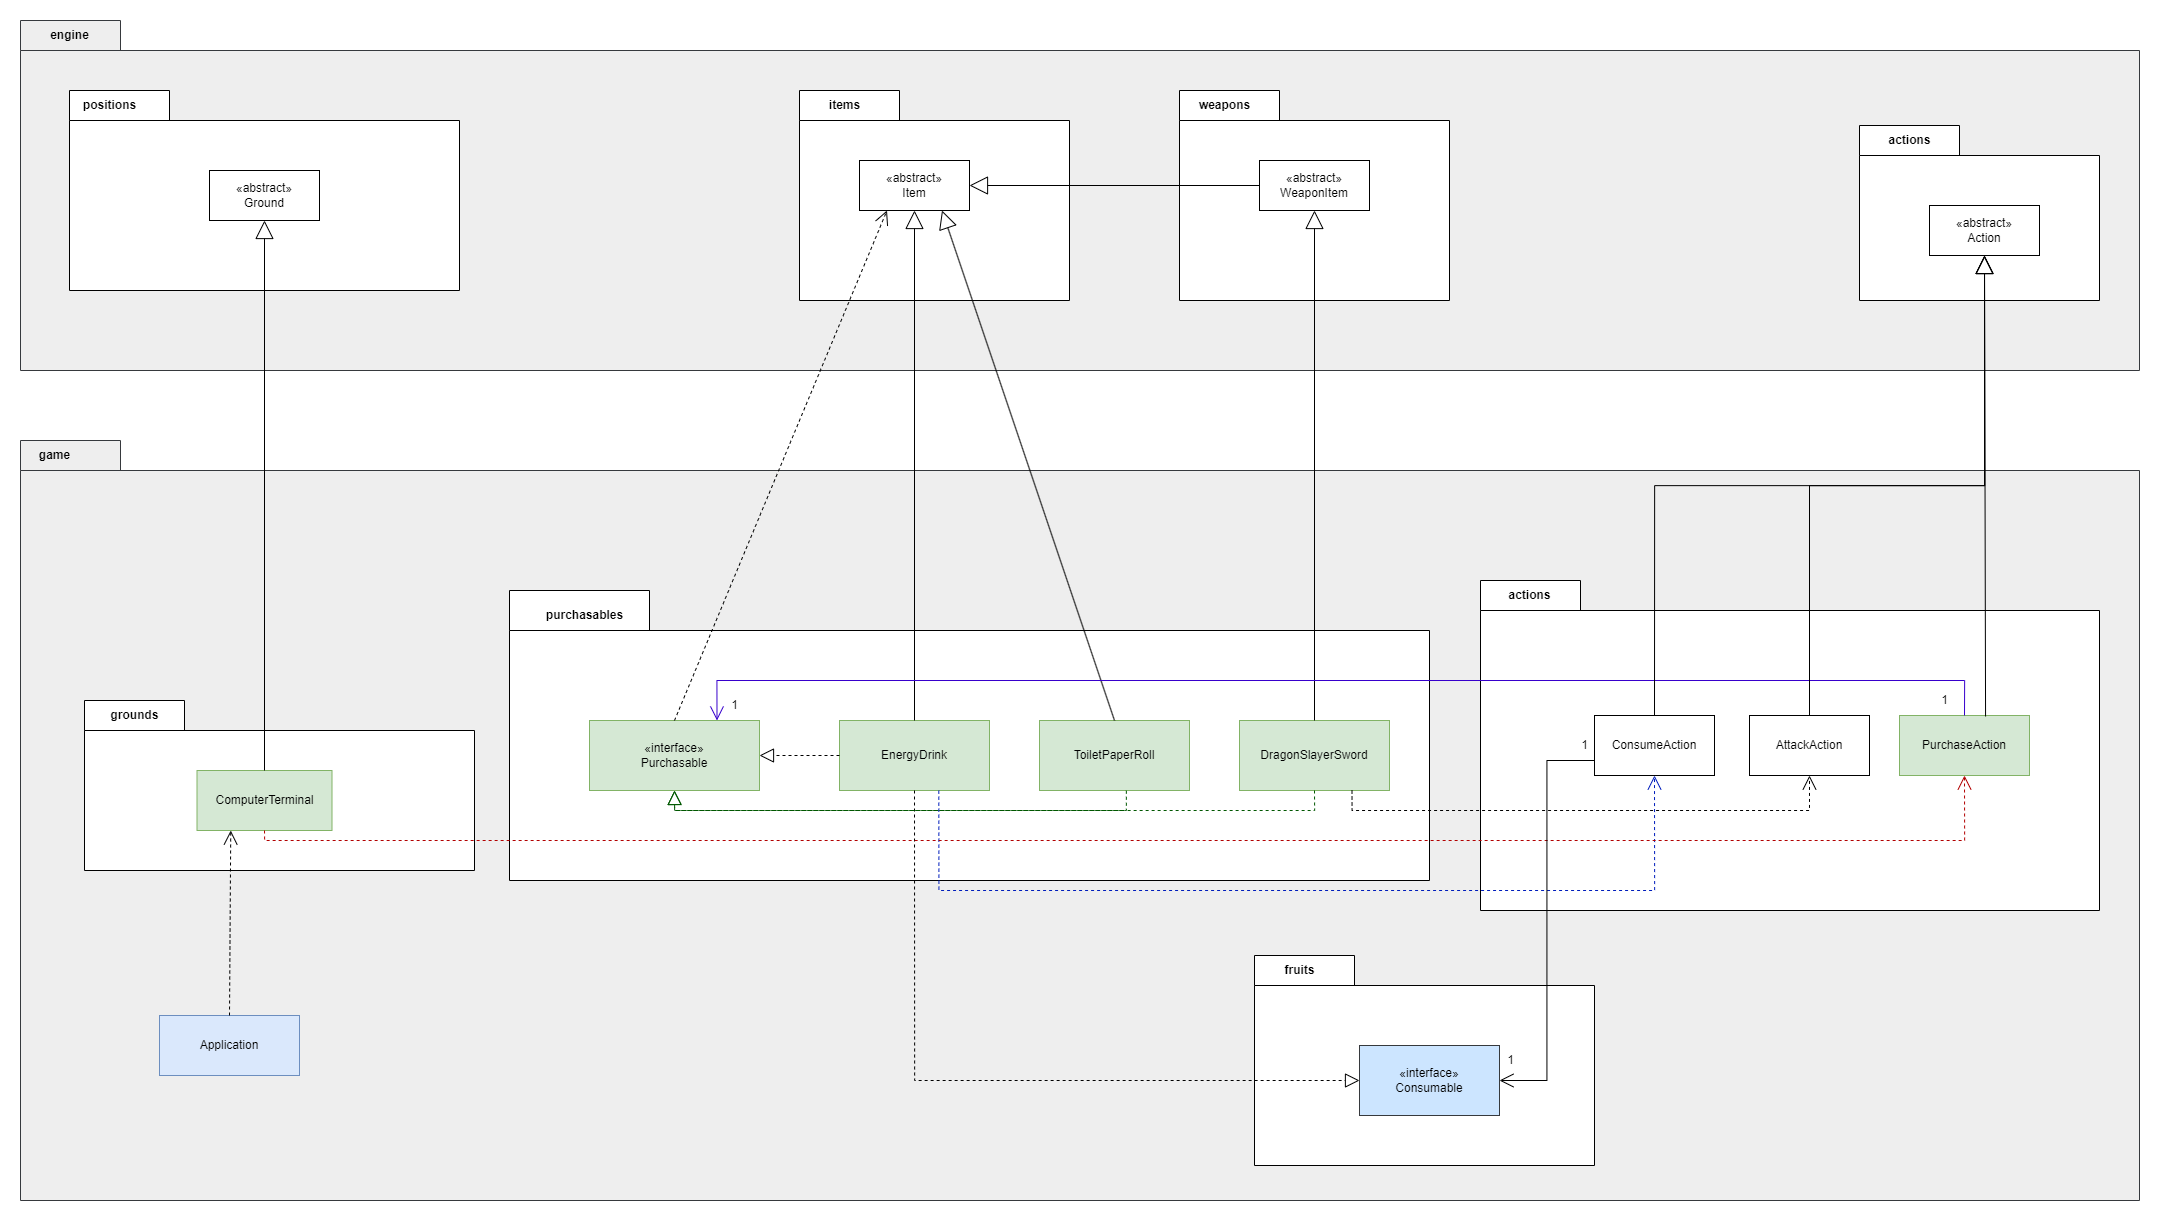 engine
positions
items
weapons
actions
«abstract»
Ground
«abstract»
Item
«abstract»
WeaponItem
«abstract»
Action
game
purchasables
actions
grounds
1
1
«interface»
Purchasable
EnergyDrink
ToiletPaperRoll
DragonSlayerSword
1
ConsumeAction
AttackAction
PurchaseAction
ComputerTerminal
fruits
Application
1
«interface»
Consumable